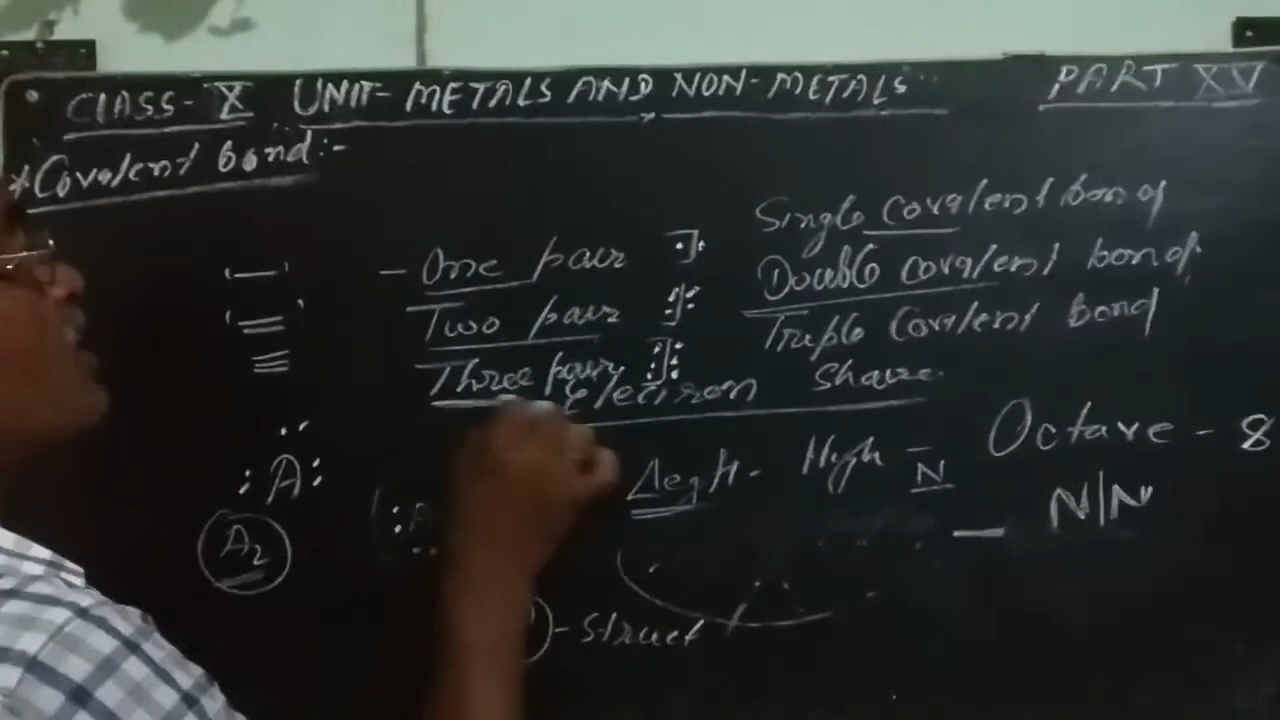 CLASS-X UNIT- METALS AND NON-METALS PART XV
*Covalent bond:-
Single covalent bond
— - One pair ]
= Two pair ] Double covalent bond
≡ Three pair ] Triple Covalent bond
Electron share.
Octave - 8
:A: High - N
A2 :A — N|N
- struct